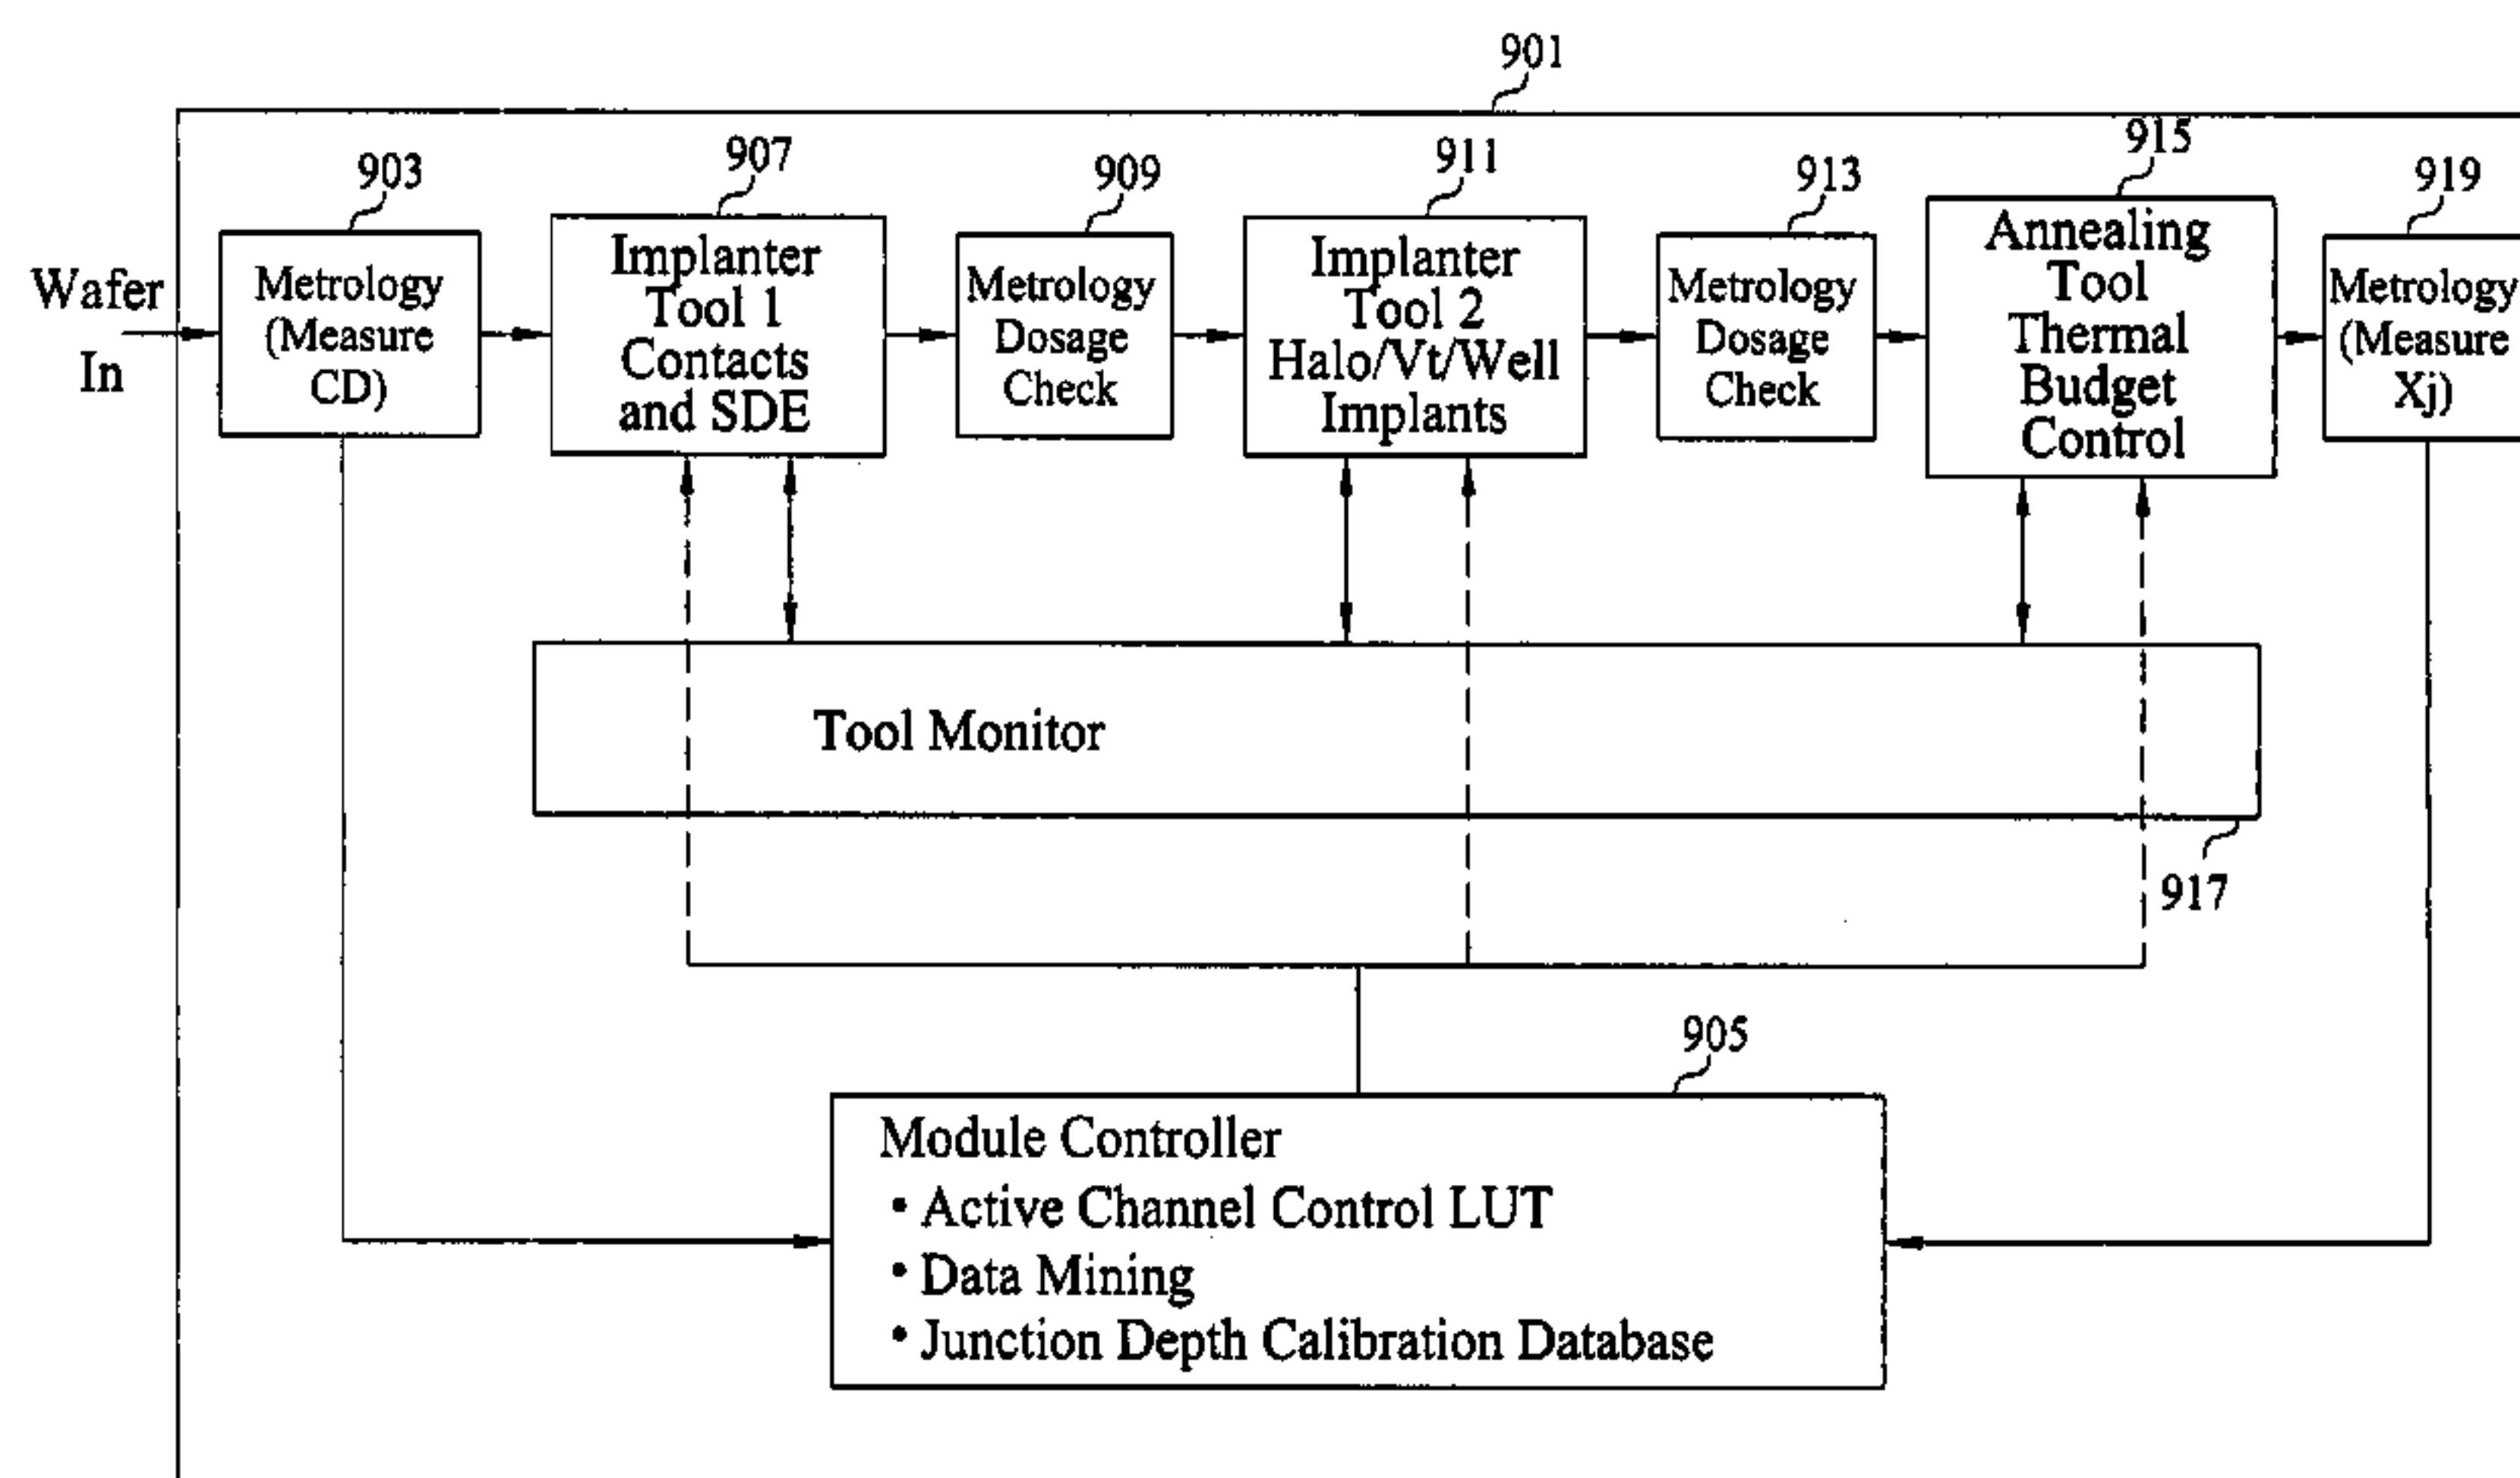 901
903
907
909
911
913
915
919
Wafer
In
Metrology
(Measure
CD)
Implanter
Tool 1
Contacts
and SDE
Metrology
Dosage
Check
Implanter
Tool 2
Halo/Vt/Well
Implants
Metrology
Dosage
Check
Annealing
Tool
Thermal
Budget
Control
Metrology
(Measure
Xj)
Tool Monitor
917
905
Module Controller
• Active Channel Control LUT
• Data Mining
• Junction Depth Calibration Database